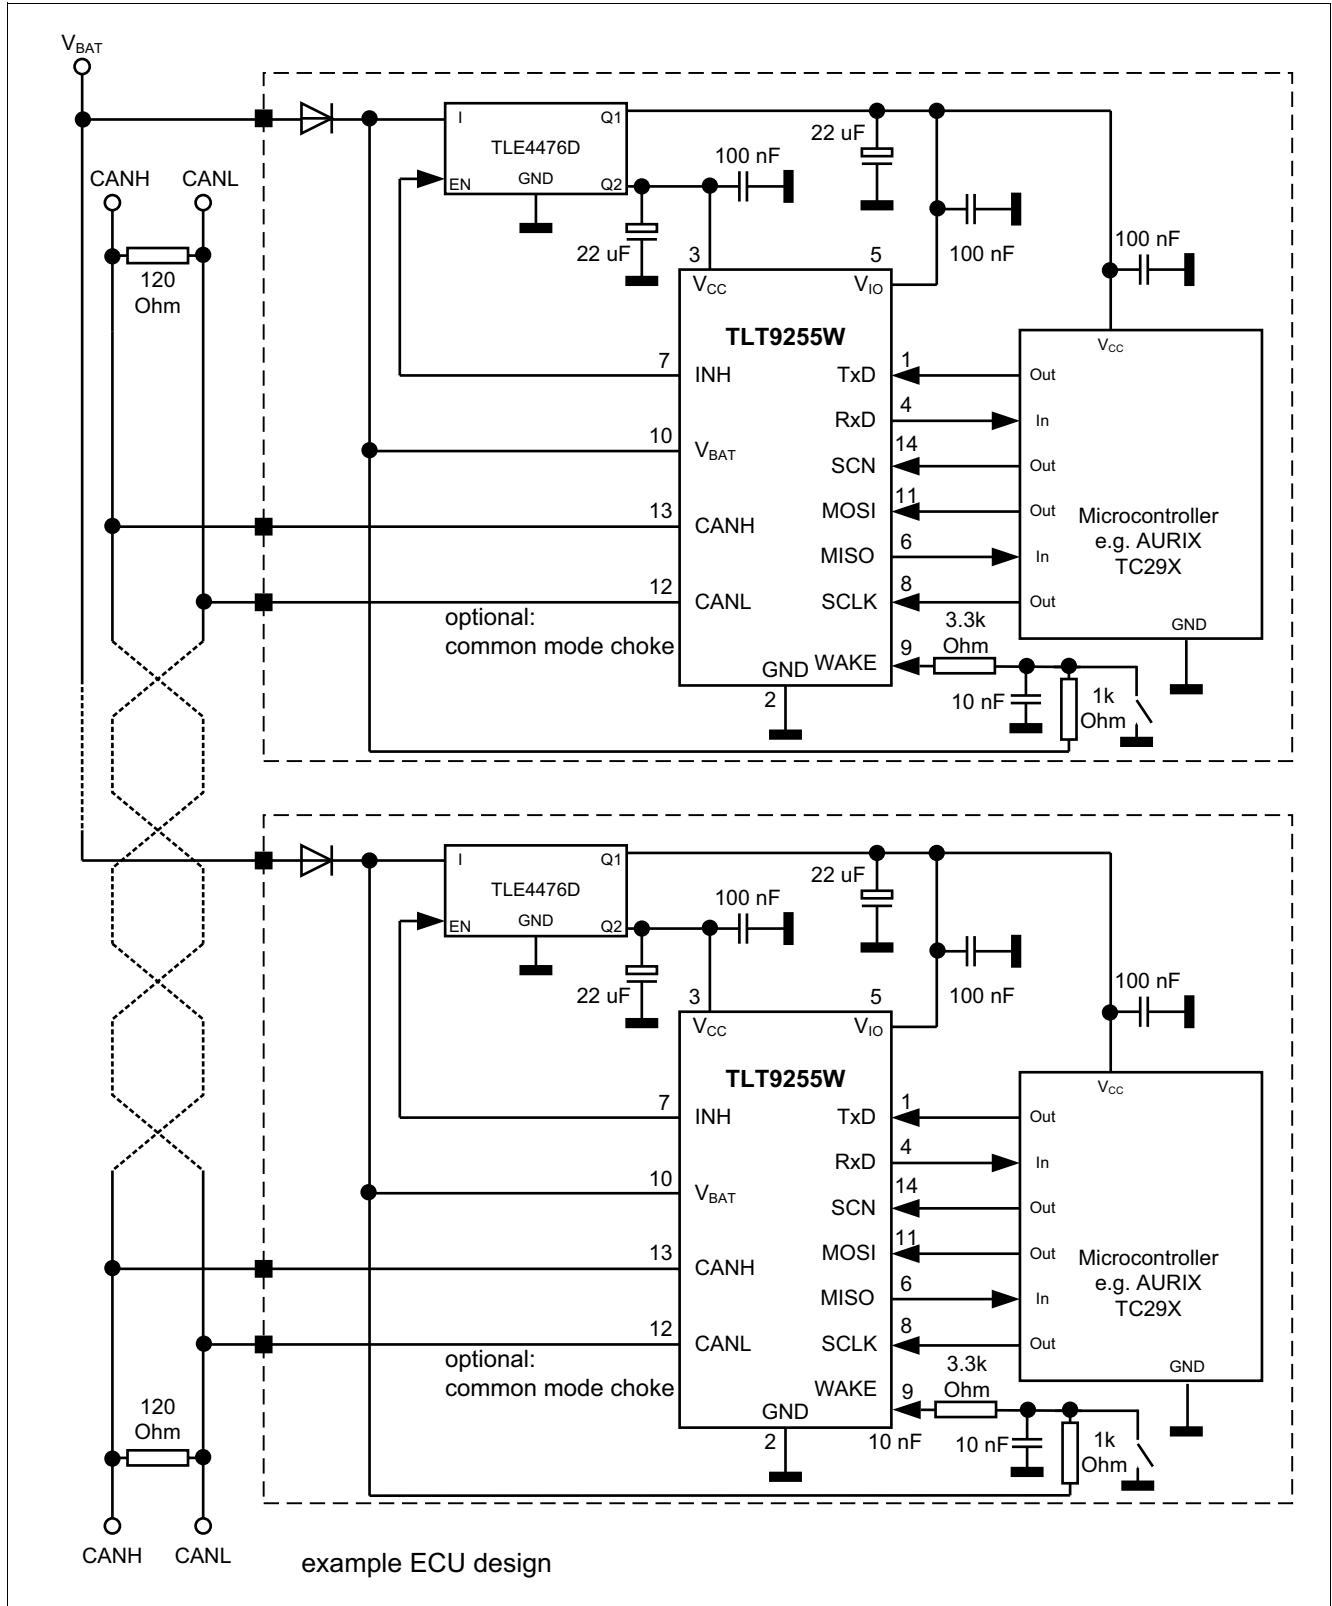 VBAT
CANH CANL
120
Ohm
I Q1
TLE4476D
EN GND Q2
22 uF
100 nF
22 uF
100 nF
100 nF
3 5
VCC VIO
TLT9255W
VCC
7 INH TxD 1 Out
RxD 4 In
10 VBAT SCN 14 Out
MOSI 11 Out
13 CANH
MISO 6 In
12 CANL SCLK 8 Out
Microcontroller
e.g. AURIX
TC29X
GND
optional:
common mode choke
3.3k
Ohm
GND WAKE 9
2
10 nF
1k
Ohm
I Q1
TLE4476D
EN GND Q2
22 uF
100 nF
22 uF
100 nF
100 nF
3 5
VCC VIO
TLT9255W
VCC
7 INH TxD 1 Out
RxD 4 In
10 VBAT SCN 14 Out
MOSI 11 Out
13 CANH
MISO 6 In
12 CANL SCLK 8 Out
Microcontroller
e.g. AURIX
TC29X
GND
optional:
common mode choke
3.3k
Ohm
WAKE 9
GND
2
10 nF
10 nF
1k
Ohm
120
Ohm
CANH CANL
example ECU design